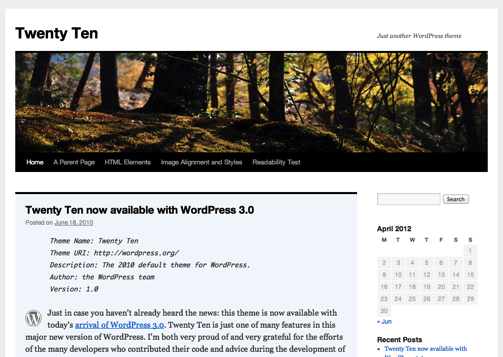 Twenty Ten
Just another WordPress theme
Home A Parent Page HTML Elements Image Alignment and Styles Readability Test
Twenty Ten now available with WordPress 3.0
Posted on June 16, 2010
Theme Name: Twenty Ten
Theme URI: http://wordpress.org/
Description: The 2010 default theme for WordPress.
Author: the WordPress team
Version: 1.0
Just in case you haven't already heard the news: this theme is now available with
today's arrival of WordPress 3.0. Twenty Ten is just one of many features in this
major new version of WordPress. I'm both very proud of and very grateful for the efforts
of the many developers who contributed their code and advice during the development of
Search
April 2012
M T W T F S S
1
2 3 4 5 6 7 8
9 10 11 12 13 14 15
16 17 18 19 20 21 22
23 24 25 26 27 28 29
30
« Jun
Recent Posts
Twenty Ten now available with